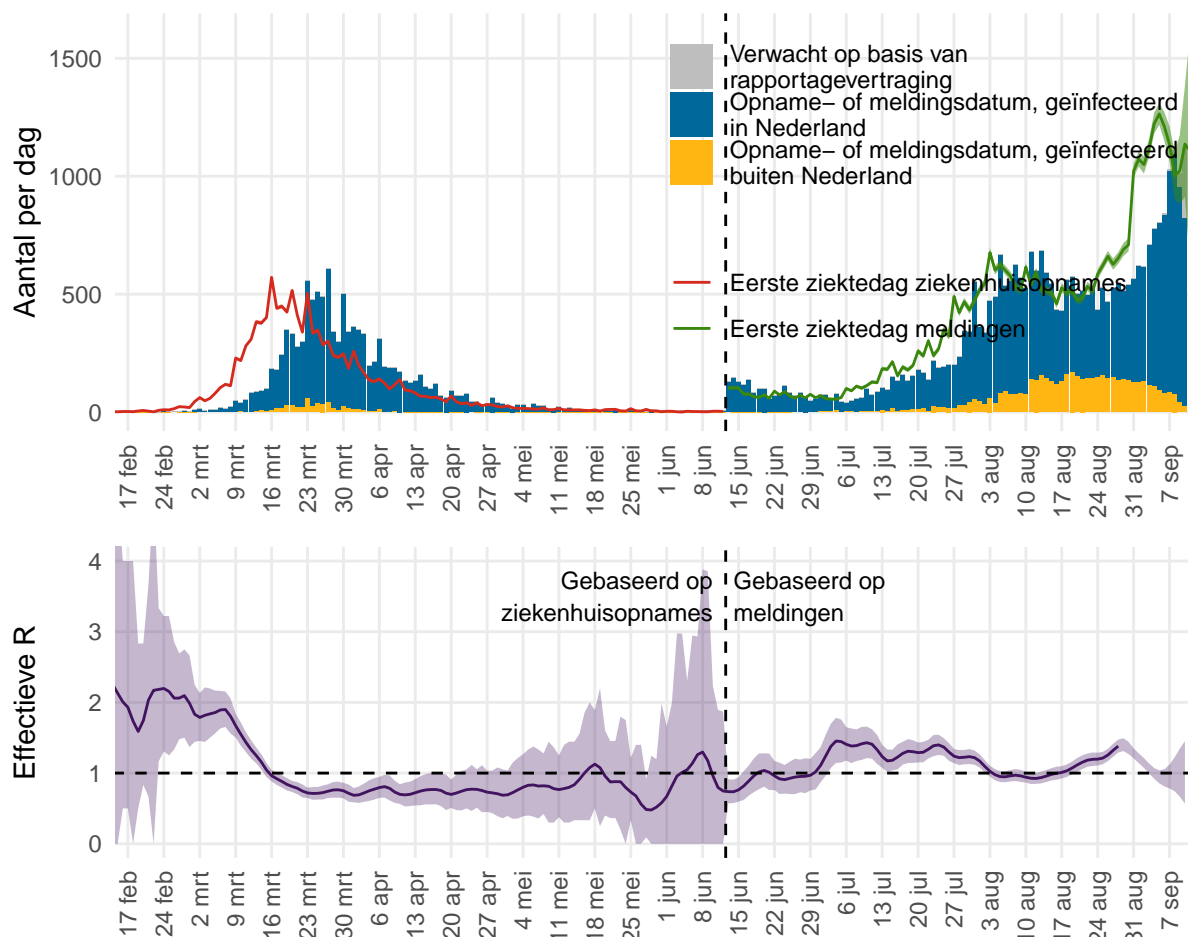 1500
1000
500
0
Aantal per dag
Verwacht op basis van
rapportagevertraging
Opname– of meldingsdatum, geïnfecteerd
in Nederland
Opname– of meldingsdatum, geïnfecteerd
buiten Nederland
Eerste ziektedag ziekenhuisopnames
Eerste ziektedag meldingen
17 feb
24 feb
2 mrt
9 mrt
16 mrt
23 mrt
30 mrt
6 apr
13 apr
20 apr
27 apr
4 mei
11 mei
18 mei
25 mei
1 jun
8 jun
15 jun
22 jun
29 jun
6 jul
13 jul
20 jul
27 jul
3 aug
10 aug
17 aug
24 aug
31 aug
7 sep
4
3
2
1
0
Effectieve R
Gebaseerd op
ziekenhuisopnames
Gebaseerd op
meldingen
17 feb
24 feb
2 mrt
9 mrt
16 mrt
23 mrt
30 mrt
6 apr
13 apr
20 apr
27 apr
4 mei
11 mei
18 mei
25 mei
1 jun
8 jun
15 jun
22 jun
29 jun
6 jul
13 jul
20 jul
27 jul
3 aug
10 aug
17 aug
24 aug
31 aug
7 sep